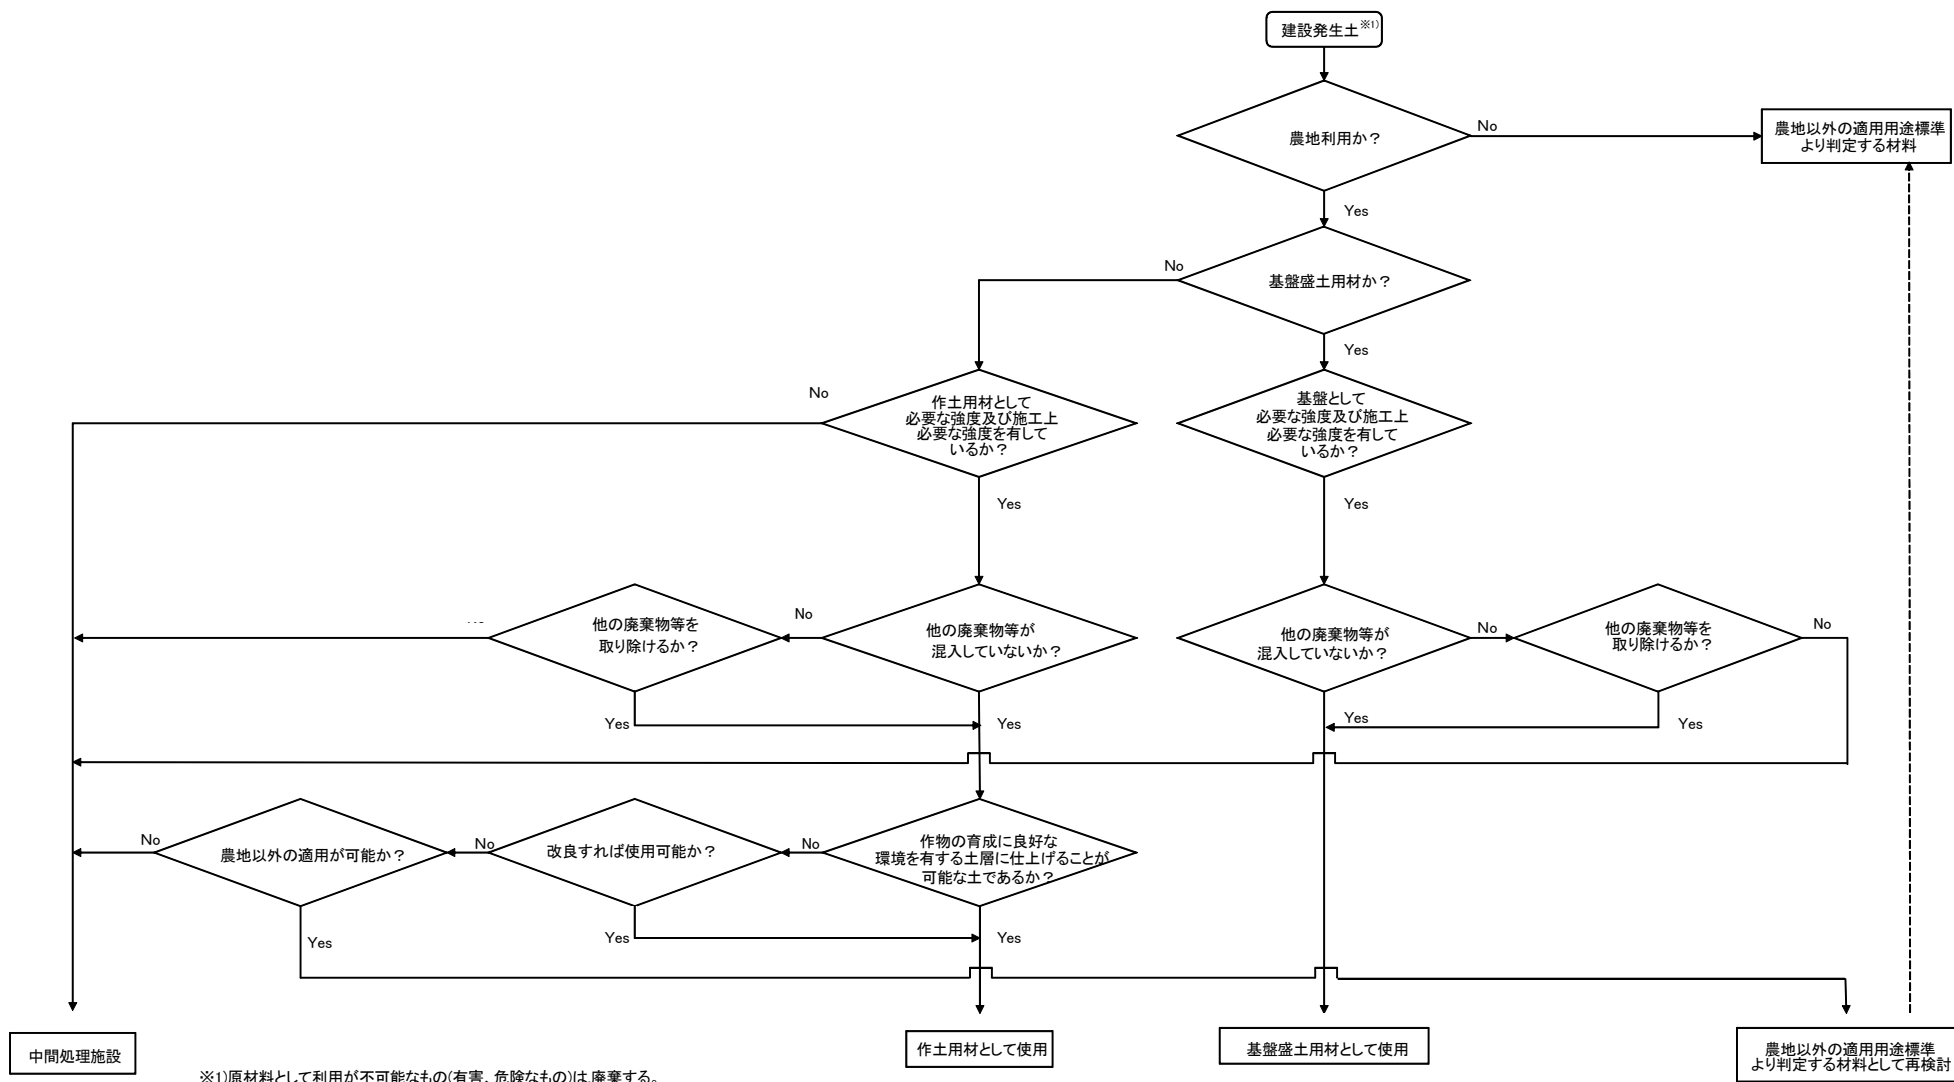 建設発生土※1)
農地利用か？
No
農地以外の適用用途標準
より判定する材料
Yes
基盤盛土用材か？
No
Yes
No
作土用材として
必要な強度及び施工上
必要な強度を有して
いるか？
基盤として
必要な強度及び施工上
必要な強度を有して
いるか？
Yes
Yes
他の廃棄物等を
取り除けるか？
No
他の廃棄物等が
混入していないか？
他の廃棄物等が
混入していないか？
No
他の廃棄物等を
取り除けるか？
No
Yes
Yes
Yes
Yes
No
農地以外の適用が可能か？
No
改良すれば使用可能か？
No
作物の育成に良好な
環境を有する土層に仕上げることが
可能な土であるか？
Yes
Yes
Yes
中間処理施設
作土用材として使用
基盤盛土用材として使用
農地以外の適用用途標準
より判定する材料として再検討
※1)原材料として利用が不可能なもの(有害、危険なもの)は、廃棄する。